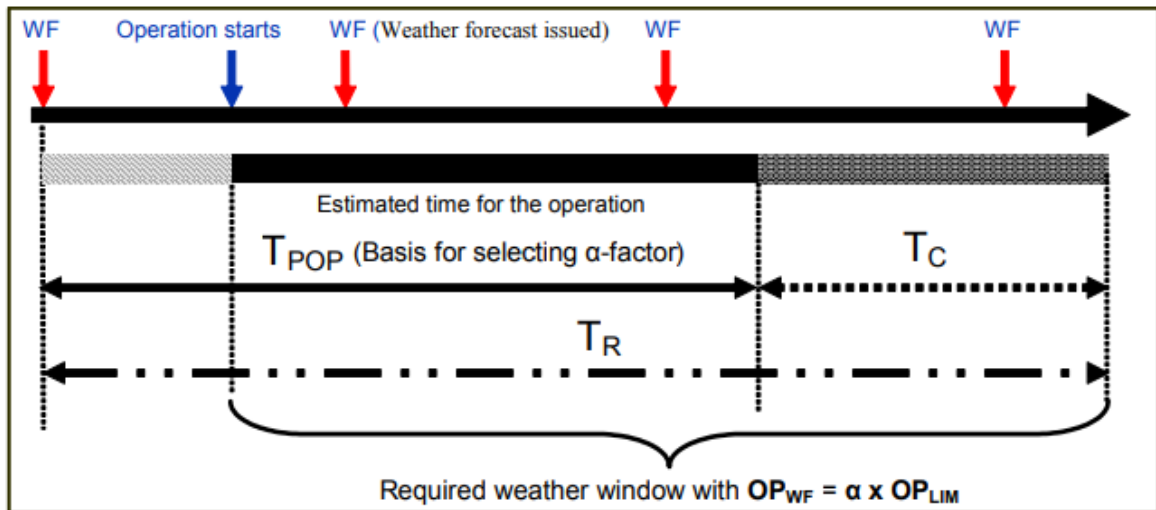 WF Operation starts WF (Weather forecast issued) WF WF
Estimated time for the operation
TPOP (Basis for selecting α-factor) TC
TR
Required weather window with OPWF = α x OPLIM